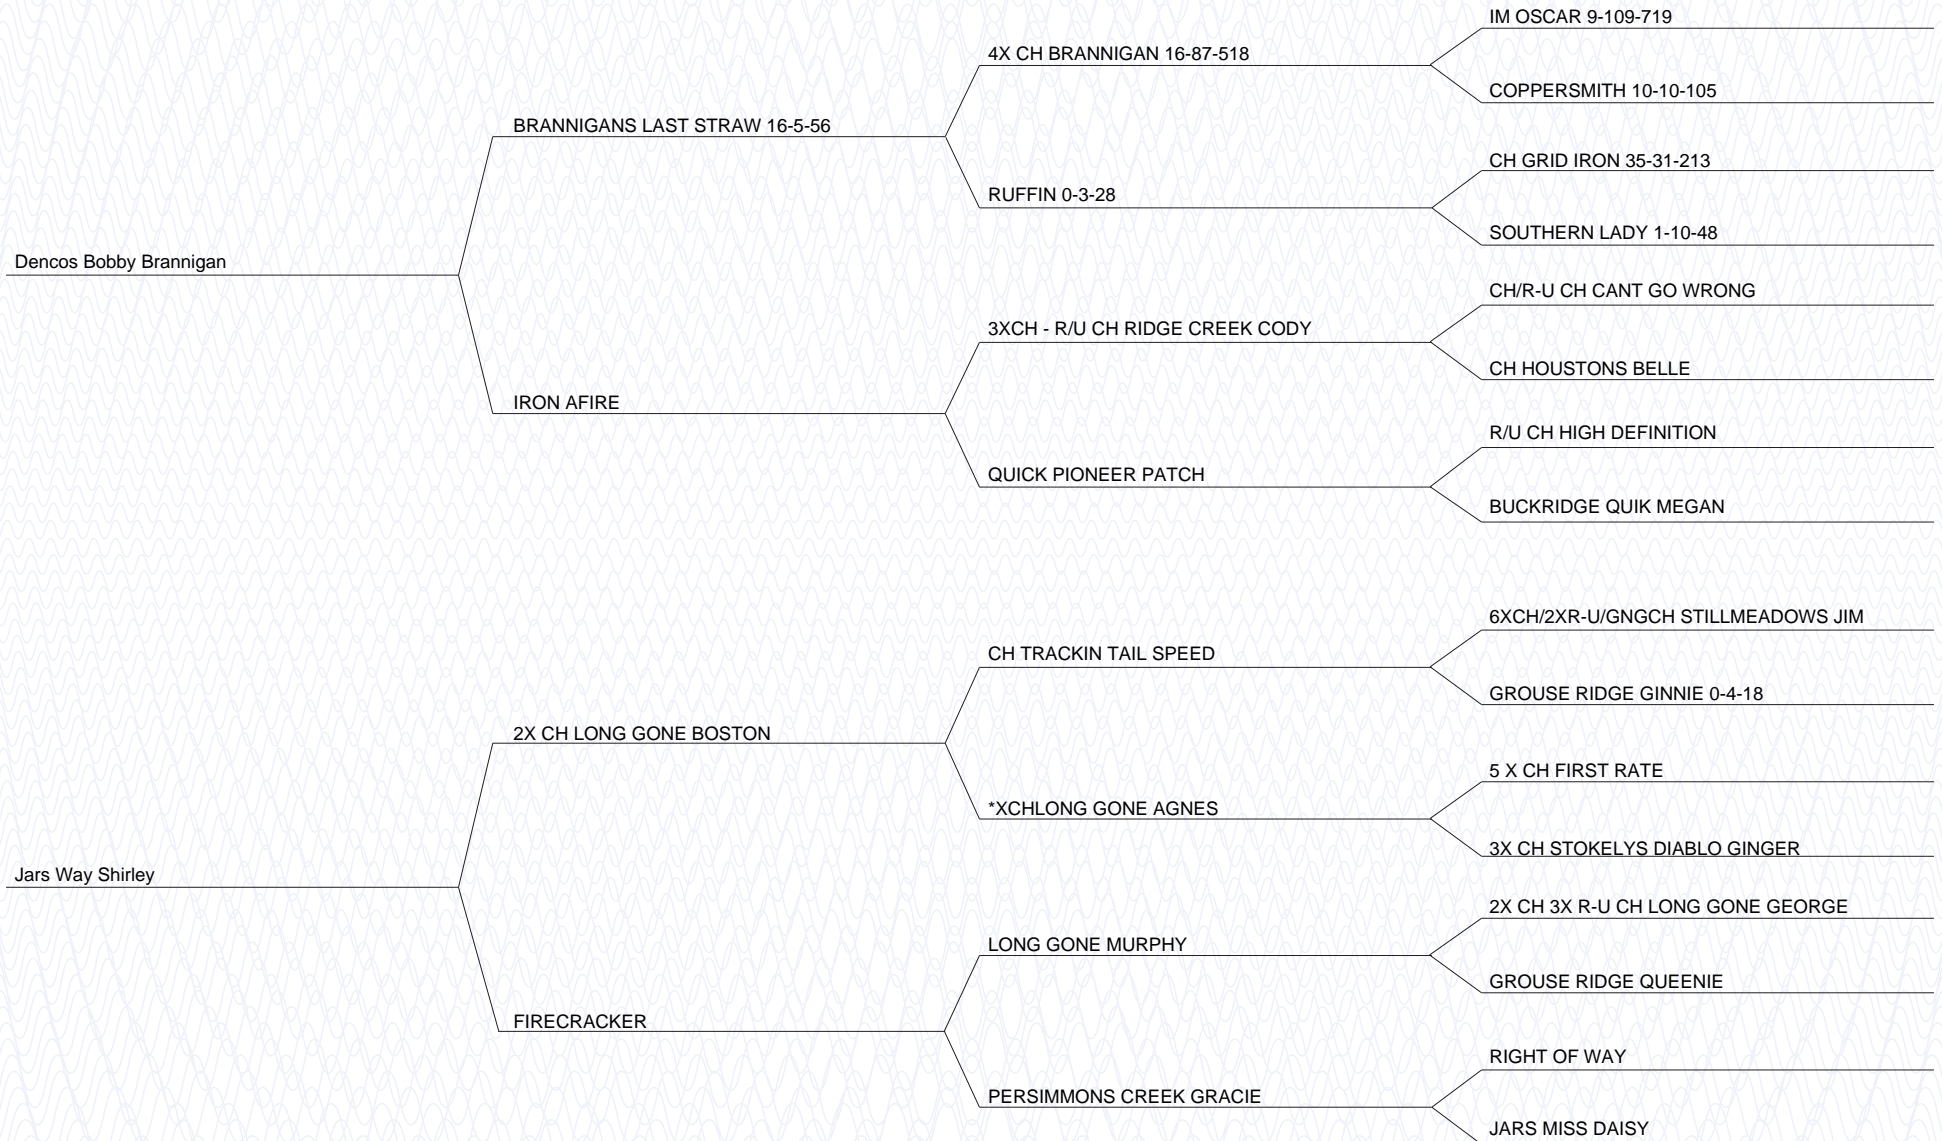 IM OSCAR 9-109-719
4X CH BRANNIGAN 16-87-518
COPPERSMITH 10-10-105
BRANNIGANS LAST STRAW 16-5-56
CH GRID IRON 35-31-213
RUFFIN 0-3-28
SOUTHERN LADY 1-10-48
Dencos Bobby Brannigan
CH/R-U CH CANT GO WRONG
3XCH - R/U CH RIDGE CREEK CODY
CH HOUSTONS BELLE
IRON AFIRE
R/U CH HIGH DEFINITION
QUICK PIONEER PATCH
BUCKRIDGE QUIK MEGAN
6XCH/2XR-U/GNGCH STILLMEADOWS JIM
CH TRACKIN TAIL SPEED
GROUSE RIDGE GINNIE 0-4-18
2X CH LONG GONE BOSTON
5 X CH FIRST RATE
*XCHLONG GONE AGNES
3X CH STOKELYS DIABLO GINGER
Jars Way Shirley
2X CH 3X R-U CH LONG GONE GEORGE
LONG GONE MURPHY
GROUSE RIDGE QUEENIE
FIRECRACKER
RIGHT OF WAY
PERSIMMONS CREEK GRACIE
JARS MISS DAISY